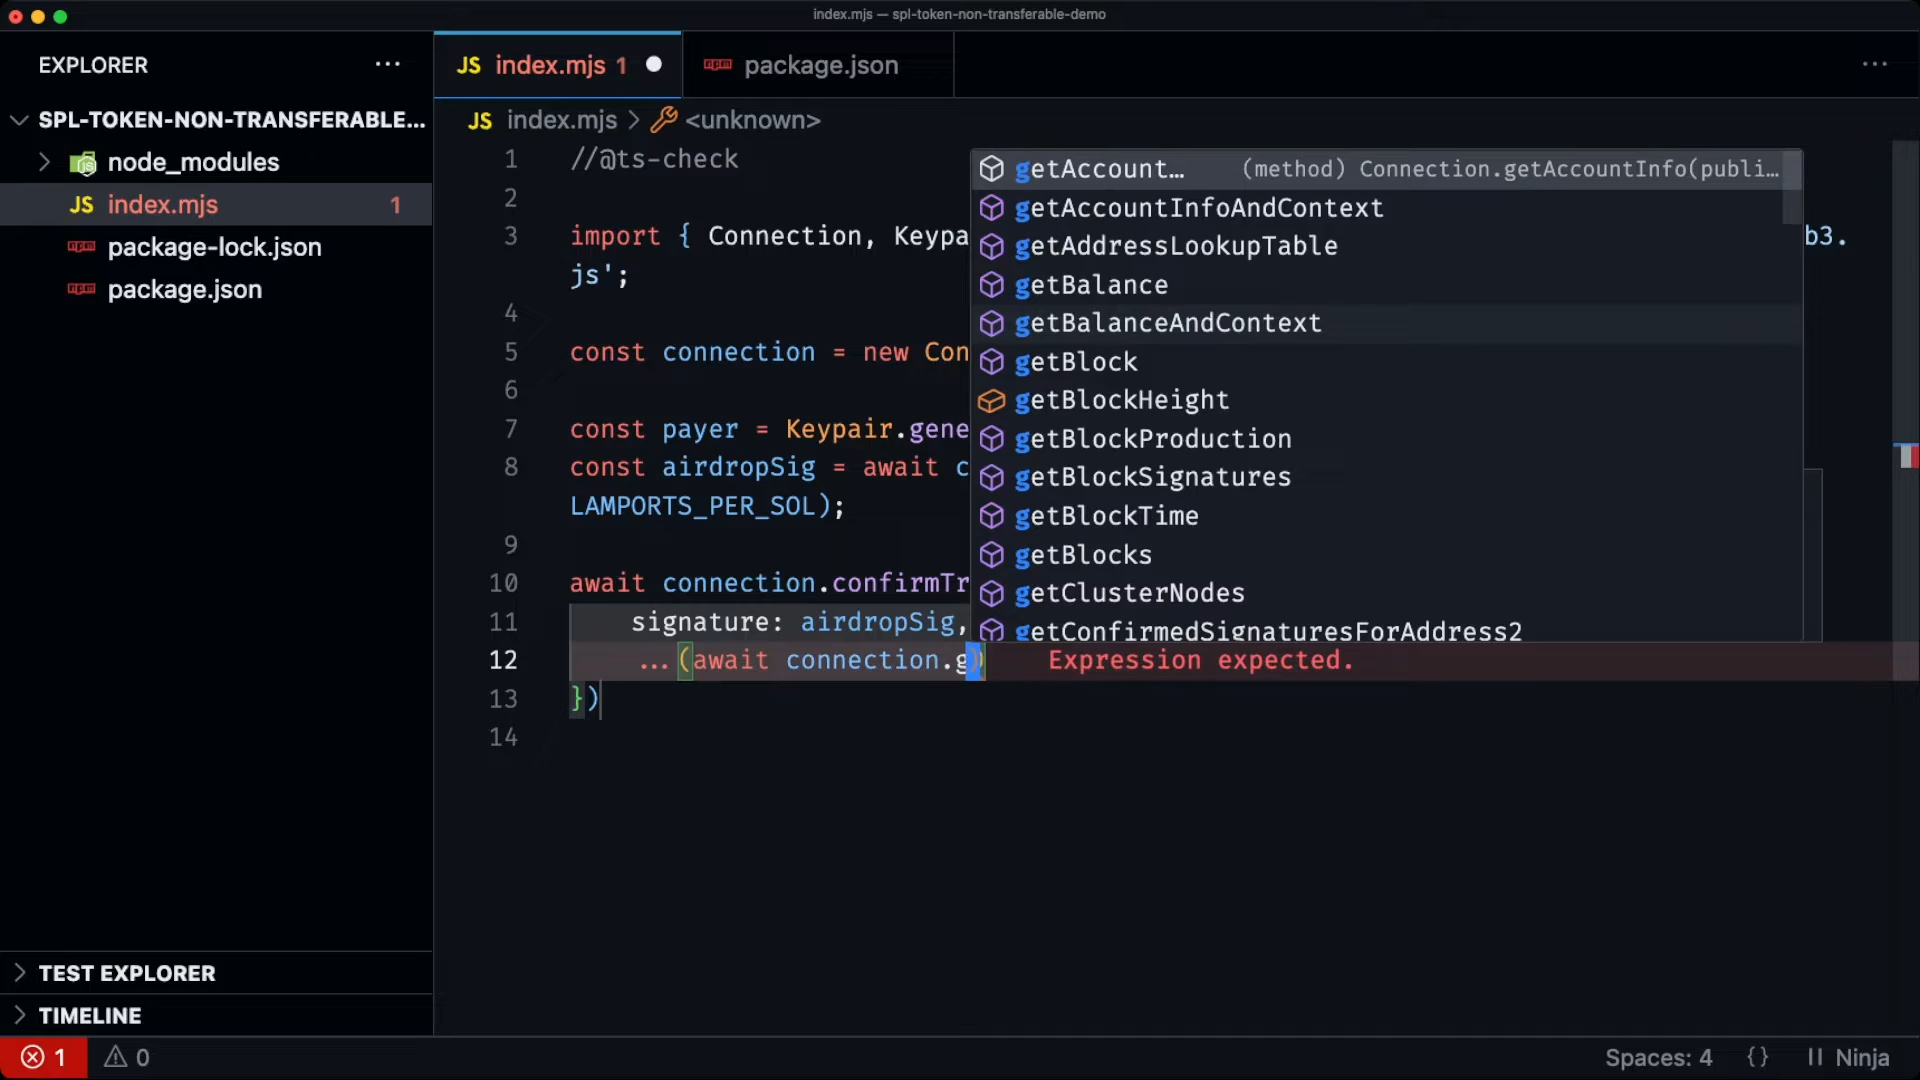 index.mjs — spl-token-non-transferable-demo
EXPLORER ...
SPL-TOKEN-NON-TRANSFERABLE...
node_modules
JS index.mjs 1
package-lock.json
package.json
JS index.mjs 1
package.json
...
JS index.mjs > <unknown>
1 //@ts-check
2
3 import { Connection, Keypa b3.
js';
4
5 const connection = new Con
6
7 const payer = Keypair.gene
8 const airdropSig = await c
LAMPORTS_PER_SOL);
9
10 await connection.confirmTr
11 signature: airdropSig,
12 ...(await connection.g) Expression expected.
13 })
14
getAccount… (method) Connection.getAccountInfo(publi…
getAccountInfoAndContext
getAddressLookupTable
getBalance
getBalanceAndContext
getBlock
getBlockHeight
getBlockProduction
getBlockSignatures
getBlockTime
getBlocks
getClusterNodes
getConfirmedSignaturesForAddress2
TEST EXPLORER
TIMELINE
1 0
Spaces: 4 {} Ninja